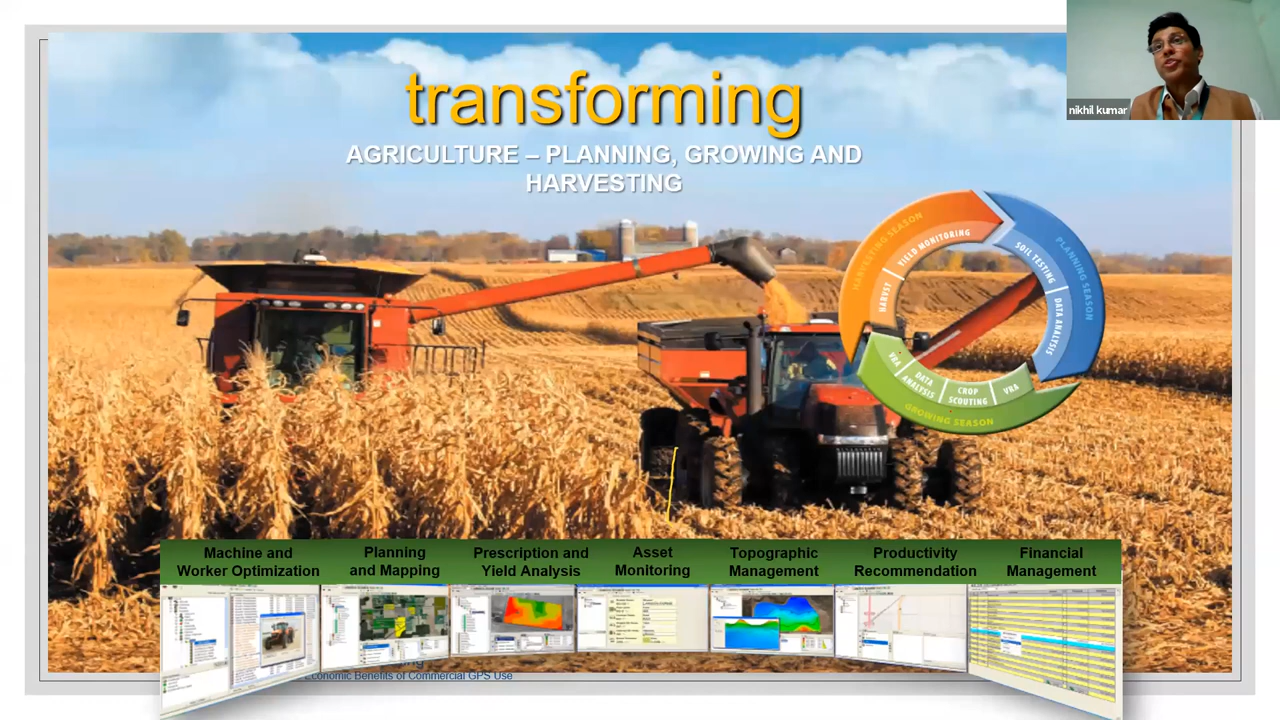 transforming
AGRICULTURE – PLANNING, GROWING AND
HARVESTING
nikhil kumar
HARVESTING SEASON
YIELD MONITORING
HARVST
PLANNING SEASON
SOIL TESTING
DATA ANALYSIS
GROWING SEASON
VRA
DATA
ANALYSIS
CROP
SCOUTING
VRA
Machine and
Worker Optimization
Planning
and Mapping
Prescription and
Yield Analysis
Asset
Monitoring
Topographic
Management
Productivity
Recommendation
Financial
Management
Economic Benefits of Commercial GPS Use